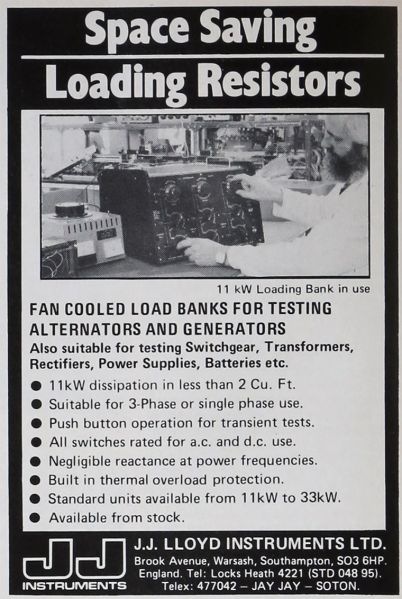 Space Saving
Loading Resistors
11 kW Loading Bank in use
FAN COOLED LOAD BANKS FOR TESTING
ALTERNATORS AND GENERATORS
Also suitable for testing Switchgear, Transformers,
Rectifiers, Power Supplies, Batteries etc.
● 11kW dissipation in less than 2 Cu. Ft.
● Suitable for 3-Phase or single phase use.
● Push button operation for transient tests.
● All switches rated for a.c. and d.c. use.
● Negligible reactance at power frequencies.
● Built in thermal overload protection.
● Standard units available from 11kW to 33kW.
● Available from stock.
JJ
INSTRUMENTS
J.J. LLOYD INSTRUMENTS LTD.
Brook Avenue, Warsash, Southampton, SO3 6HP.
England. Tel: Locks Heath 4221 (STD 048 95).
Telex: 477042 – JAY JAY – SOTON.